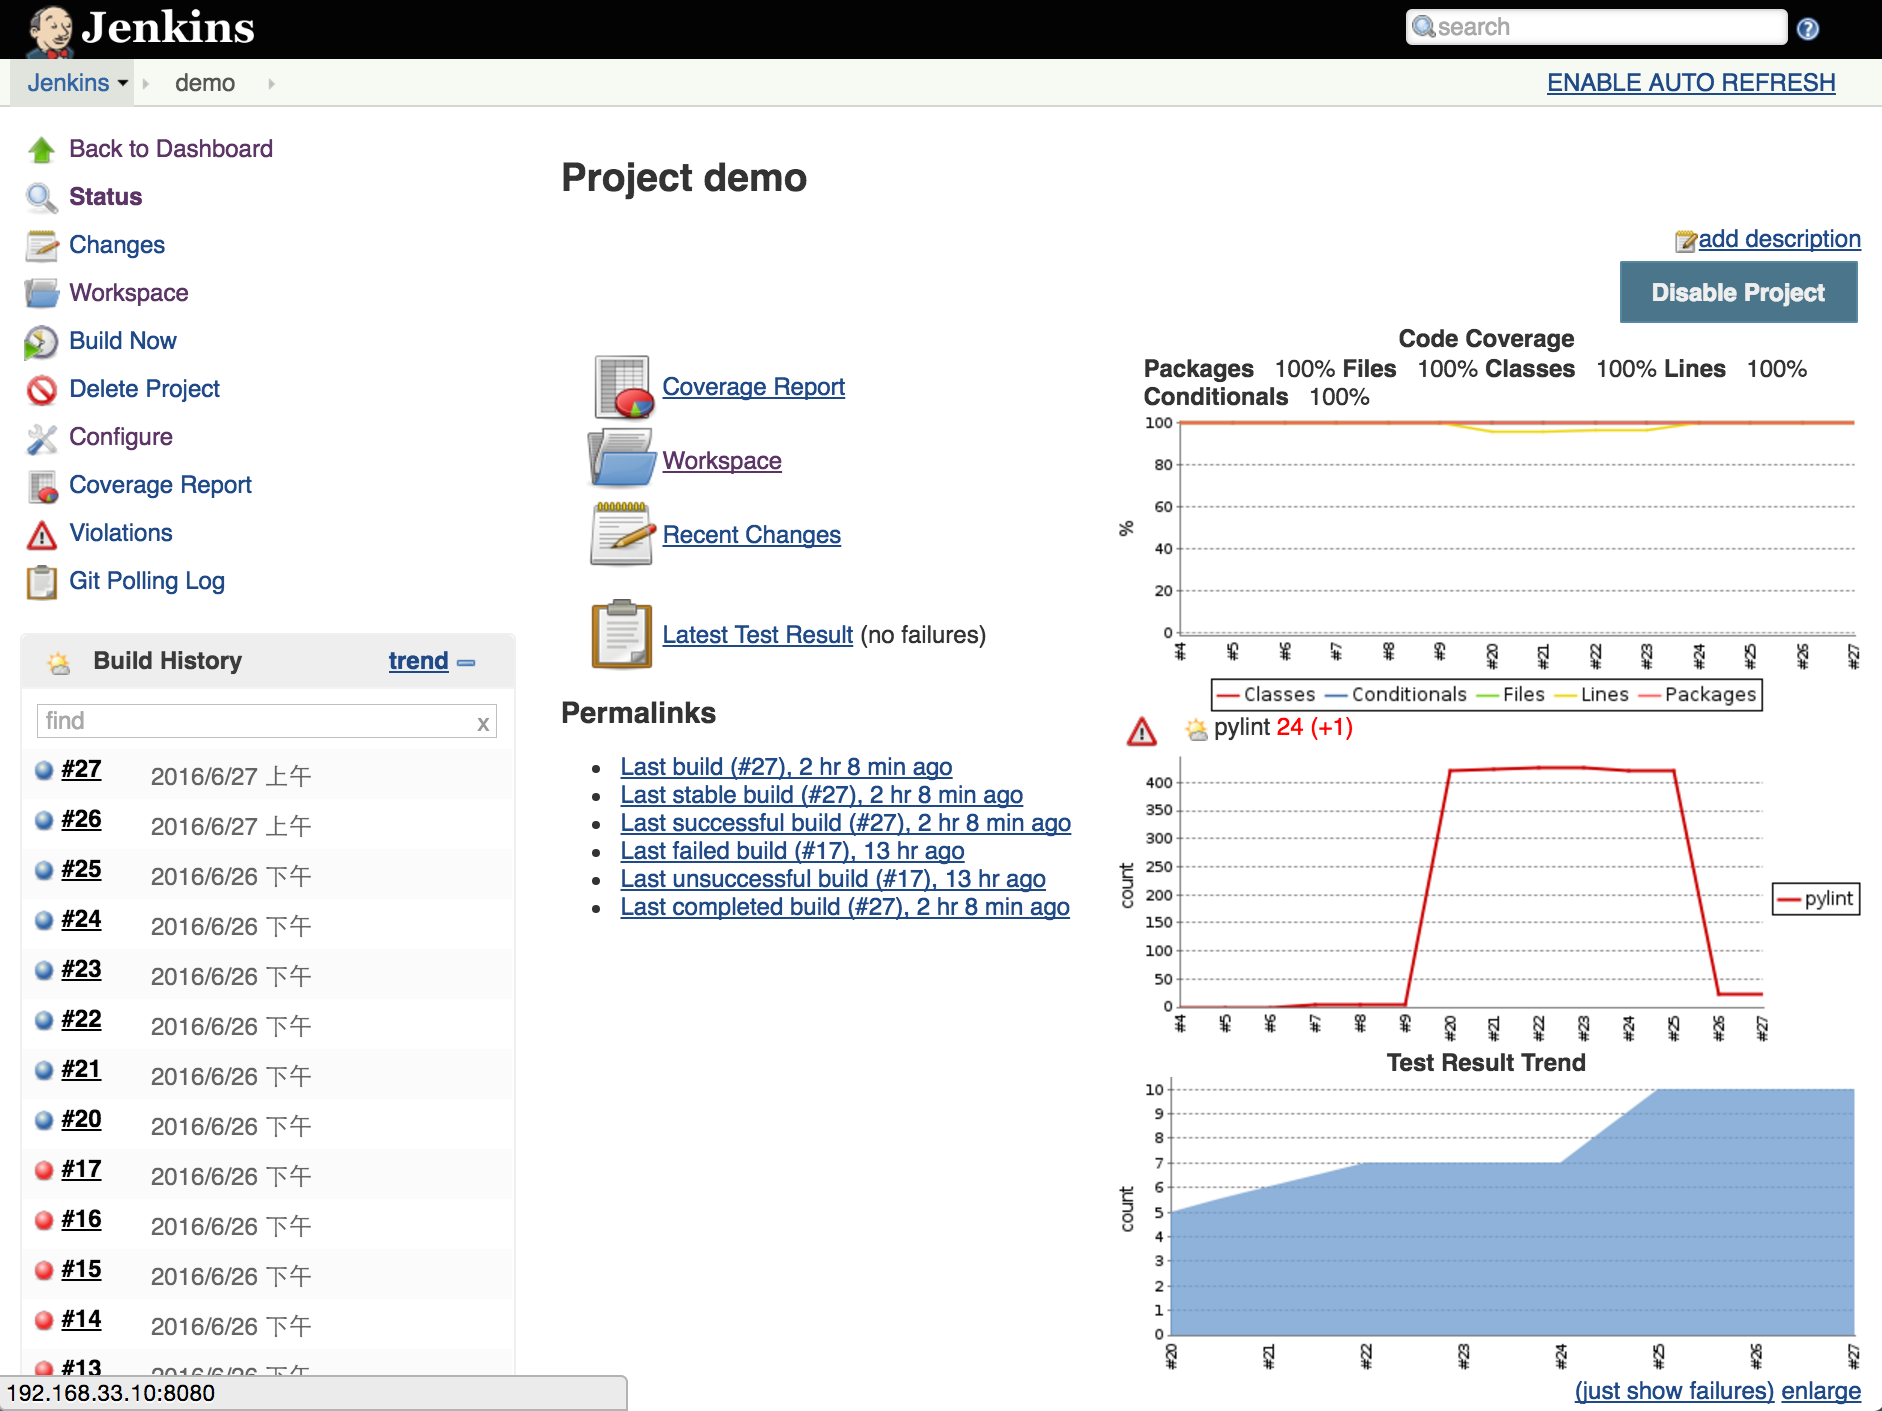 Jenkins
search
Jenkins
demo
ENABLE AUTO REFRESH
Back to Dashboard
Status
Changes
Workspace
Build Now
Delete Project
Configure
Coverage Report
Violations
Git Polling Log
Build History
trend
find
x
#27 2016/6/27 上午
#26 2016/6/27 上午
#25 2016/6/26 下午
#24 2016/6/26 下午
#23 2016/6/26 下午
#22 2016/6/26 下午
#21 2016/6/26 下午
#20 2016/6/26 下午
#17 2016/6/26 下午
#16 2016/6/26 下午
#15 2016/6/26 下午
#14 2016/6/26 下午
#13 2016/6/26 下午
192.168.33.10:8080
Project demo
add description
Disable Project
Coverage Report
Workspace
Recent Changes
Latest Test Result (no failures)
Permalinks
Last build (#27), 2 hr 8 min ago
Last stable build (#27), 2 hr 8 min ago
Last successful build (#27), 2 hr 8 min ago
Last failed build (#17), 13 hr ago
Last unsuccessful build (#17), 13 hr ago
Last completed build (#27), 2 hr 8 min ago
Code Coverage
Packages 100% Files 100% Classes 100% Lines 100%
Conditionals 100%
100
80
60
40
20
0
%
#4 #5 #6 #7 #8 #9 #20 #21 #22 #23 #24 #25 #26 #27
Classes Conditionals Files Lines Packages
pylint 24 (+1)
400
350
300
250
200
150
100
50
0
count
#4 #5 #6 #7 #8 #9 #20 #21 #22 #23 #24 #25 #26 #27
pylint
Test Result Trend
10
9
8
7
6
5
4
3
2
1
0
count
#20 #21 #22 #23 #24 #25 #26 #27
(just show failures) enlarge